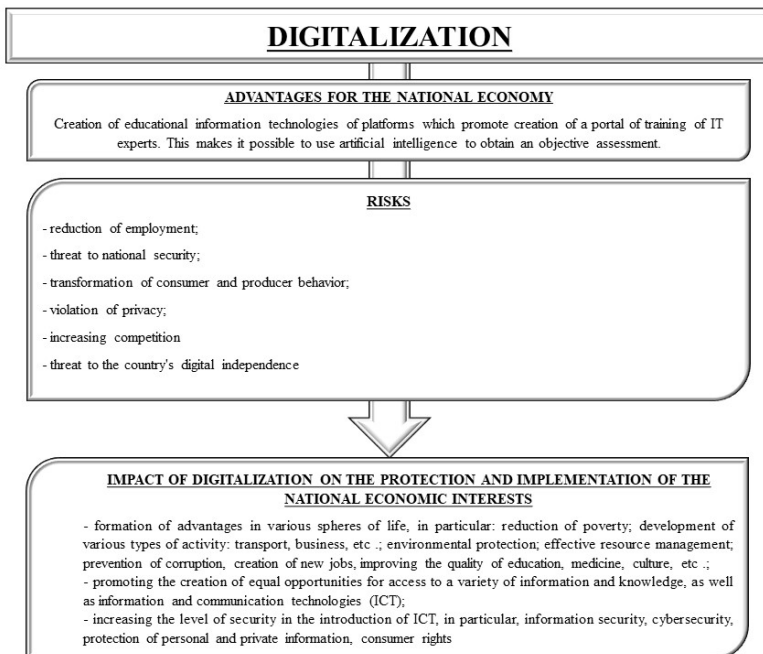 DIGITALIZATION
ADVANTAGES FOR THE NATIONAL ECONOMY
Creation of educational information technologies of platforms which promote creation of a portal of training of IT
experts. This makes it possible to use artificial intelligence to obtain an objective assessment.
RISKS
- reduction of employment;
- threat to national security;
- transformation of consumer and producer behavior;
- violation of privacy;
- increasing competition
- threat to the country's digital independence
IMPACT OF DIGITALIZATION ON THE PROTECTION AND IMPLEMENTATION OF THE
NATIONAL ECONOMIC INTERESTS
- formation of advantages in various spheres of life, in particular: reduction of poverty; development of
various types of activity: transport, business, etc .; environmental protection; effective resource management;
prevention of corruption, creation of new jobs, improving the quality of education, medicine, culture, etc .;
- promoting the creation of equal opportunities for access to a variety of information and knowledge, as well
as information and communication technologies (ICT);
- increasing the level of security in the introduction of ICT, in particular, information security, cybersecurity,
protection of personal and private information, consumer rights